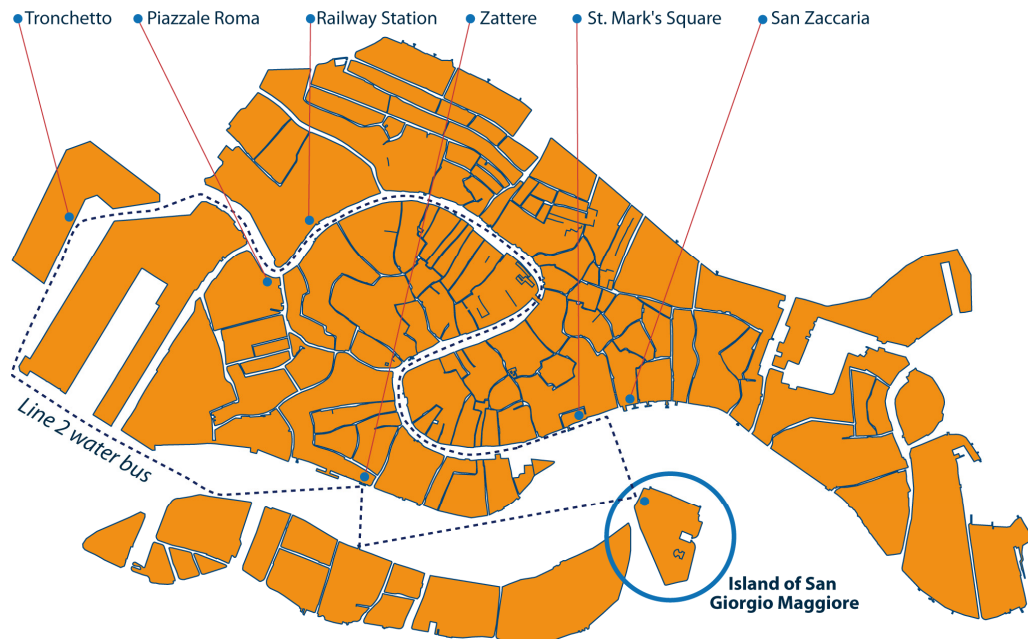 Tronchetto
Piazzale Roma
Railway Station
Zattere
St. Mark's Square
San Zaccaria
Line 2 water bus
Island of San
Giorgio Maggiore